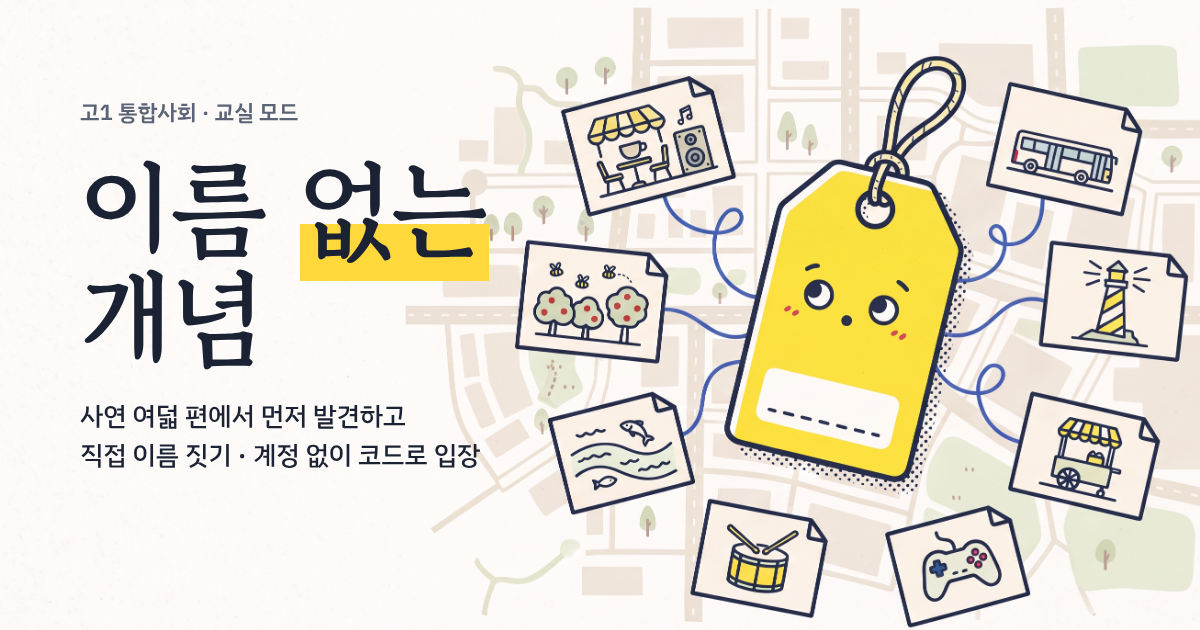 고1 통합사회 · 교실 모드
이름 없는
개념
사연 여덟 편에서 먼저 발견하고
직접 이름 짓기 · 계정 없이 코드로 입장